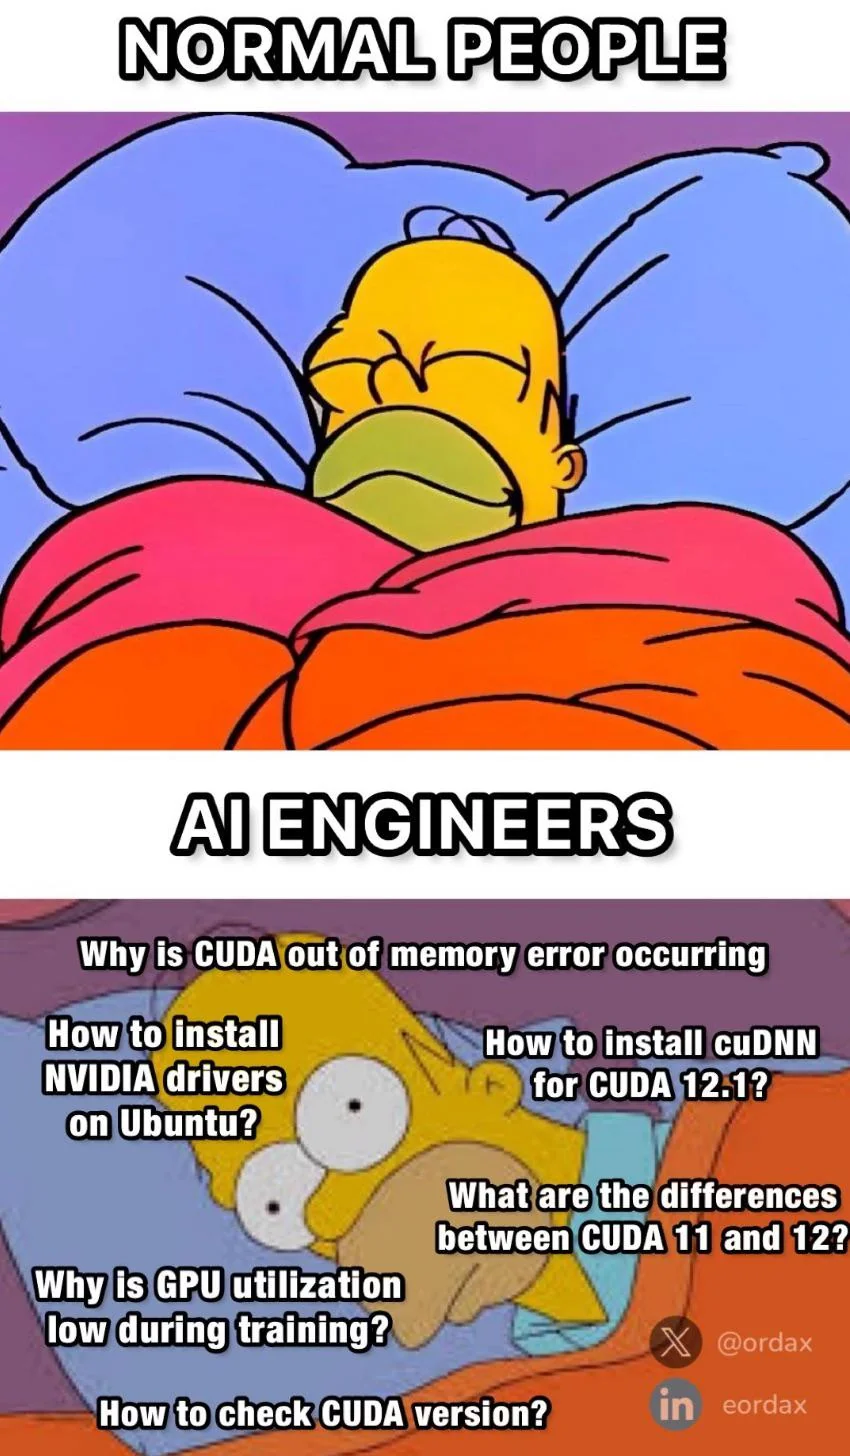 NORMAL PEOPLE
AI ENGINEERS
Why is CUDA out of memory error occurring
How to install
NVIDIA drivers
on Ubuntu?
How to install cuDNN
for CUDA 12.1?
What are the differences
between CUDA 11 and 12?
Why is GPU utilization
low during training?
@ordax
in eordax
How to check CUDA version?